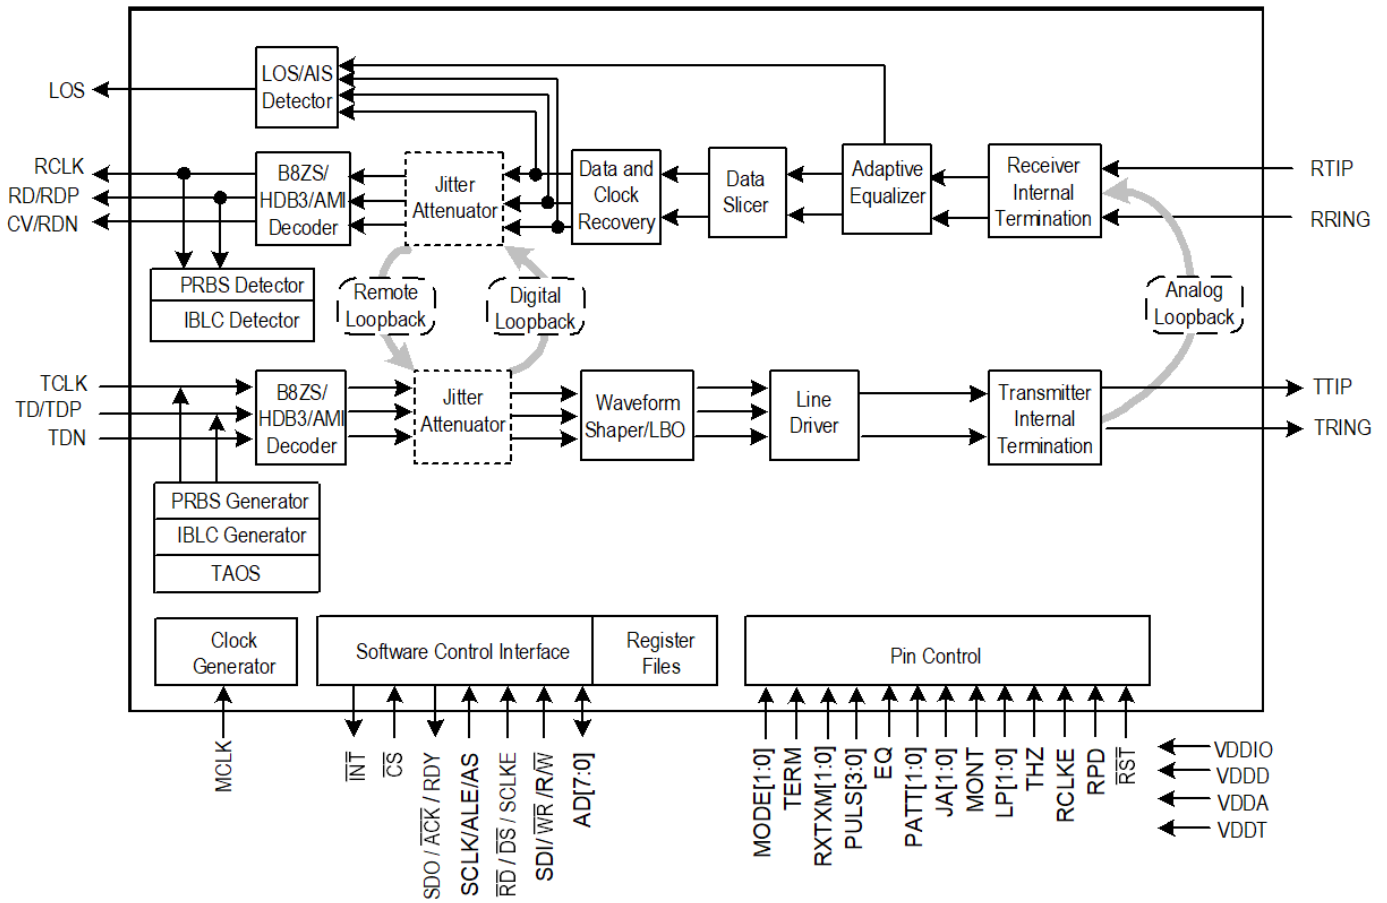 LOS
LOS/AIS
Detector
RCLK
RD/RDP
CV/RDN
B8ZS/
HDB3/AMI
Decoder
Jitter
Attenuator
Data and
Clock
Recovery
Data
Slicer
Adaptive
Equalizer
Receiver
Internal
Termination
RTIP
RRING
PRBS Detector
IBLC Detector
Remote
Loopback
Digital
Loopback
Analog
Loopback
TCLK
TD/TDP
TDN
B8ZS/
HDB3/AMI
Decoder
Jitter
Attenuator
Waveform
Shaper/LBO
Line
Driver
Transmitter
Internal
Termination
TTIP
TRING
PRBS Generator
IBLC Generator
TAOS
Clock
Generator
Software Control Interface
Register
Files
Pin Control
MCLK
INT
CS
SDO / ACK / RDY
SCLK/ALE/AS
RD / DS / SCLKE
SDI/ WR /R/W
AD[7:0]
MODE[1:0]
TERM
RXTXM[1:0]
PULS[3:0]
EQ
PATT[1:0]
JA[1:0]
MONT
LP[1:0]
THZ
RCLKE
RPD
RST
VDDIO
VDDD
VDDA
VDDT